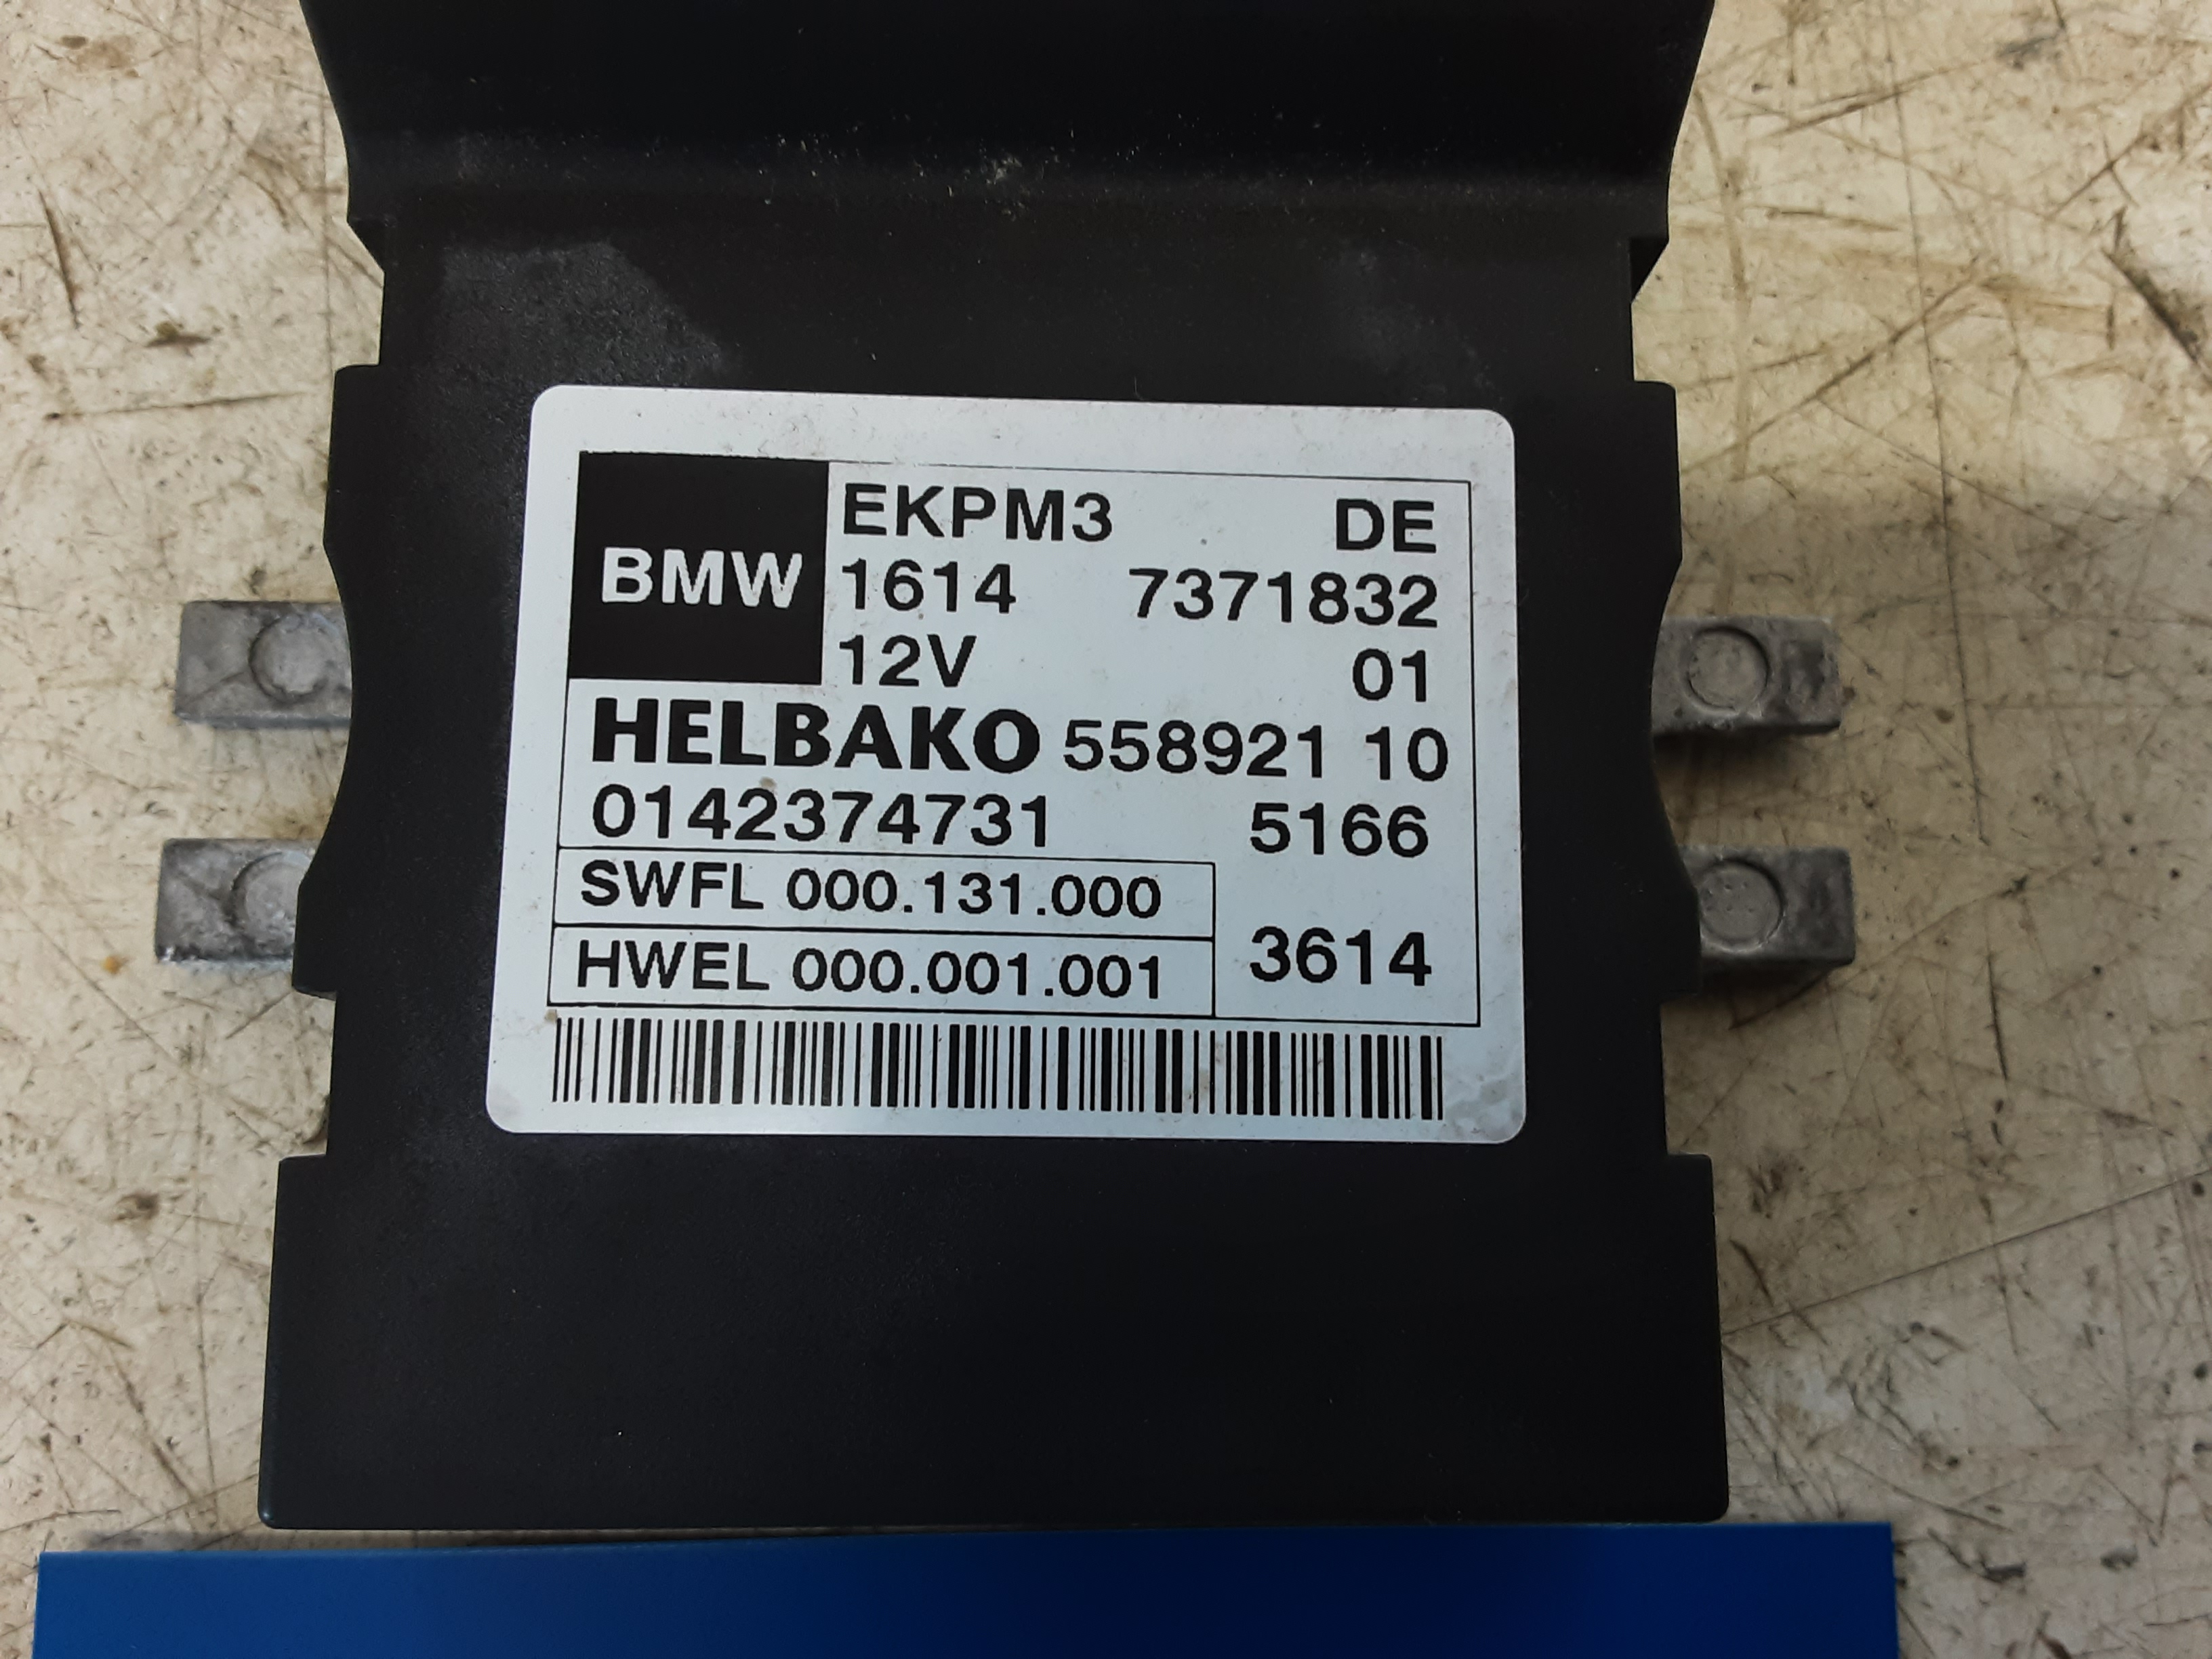 BMW
EKPM3 DE
1614 7371832
12V 01
HELBAKO 558921 10
0142374731 5166
SWFL 000.131.000
HWEL 000.001.001 3614